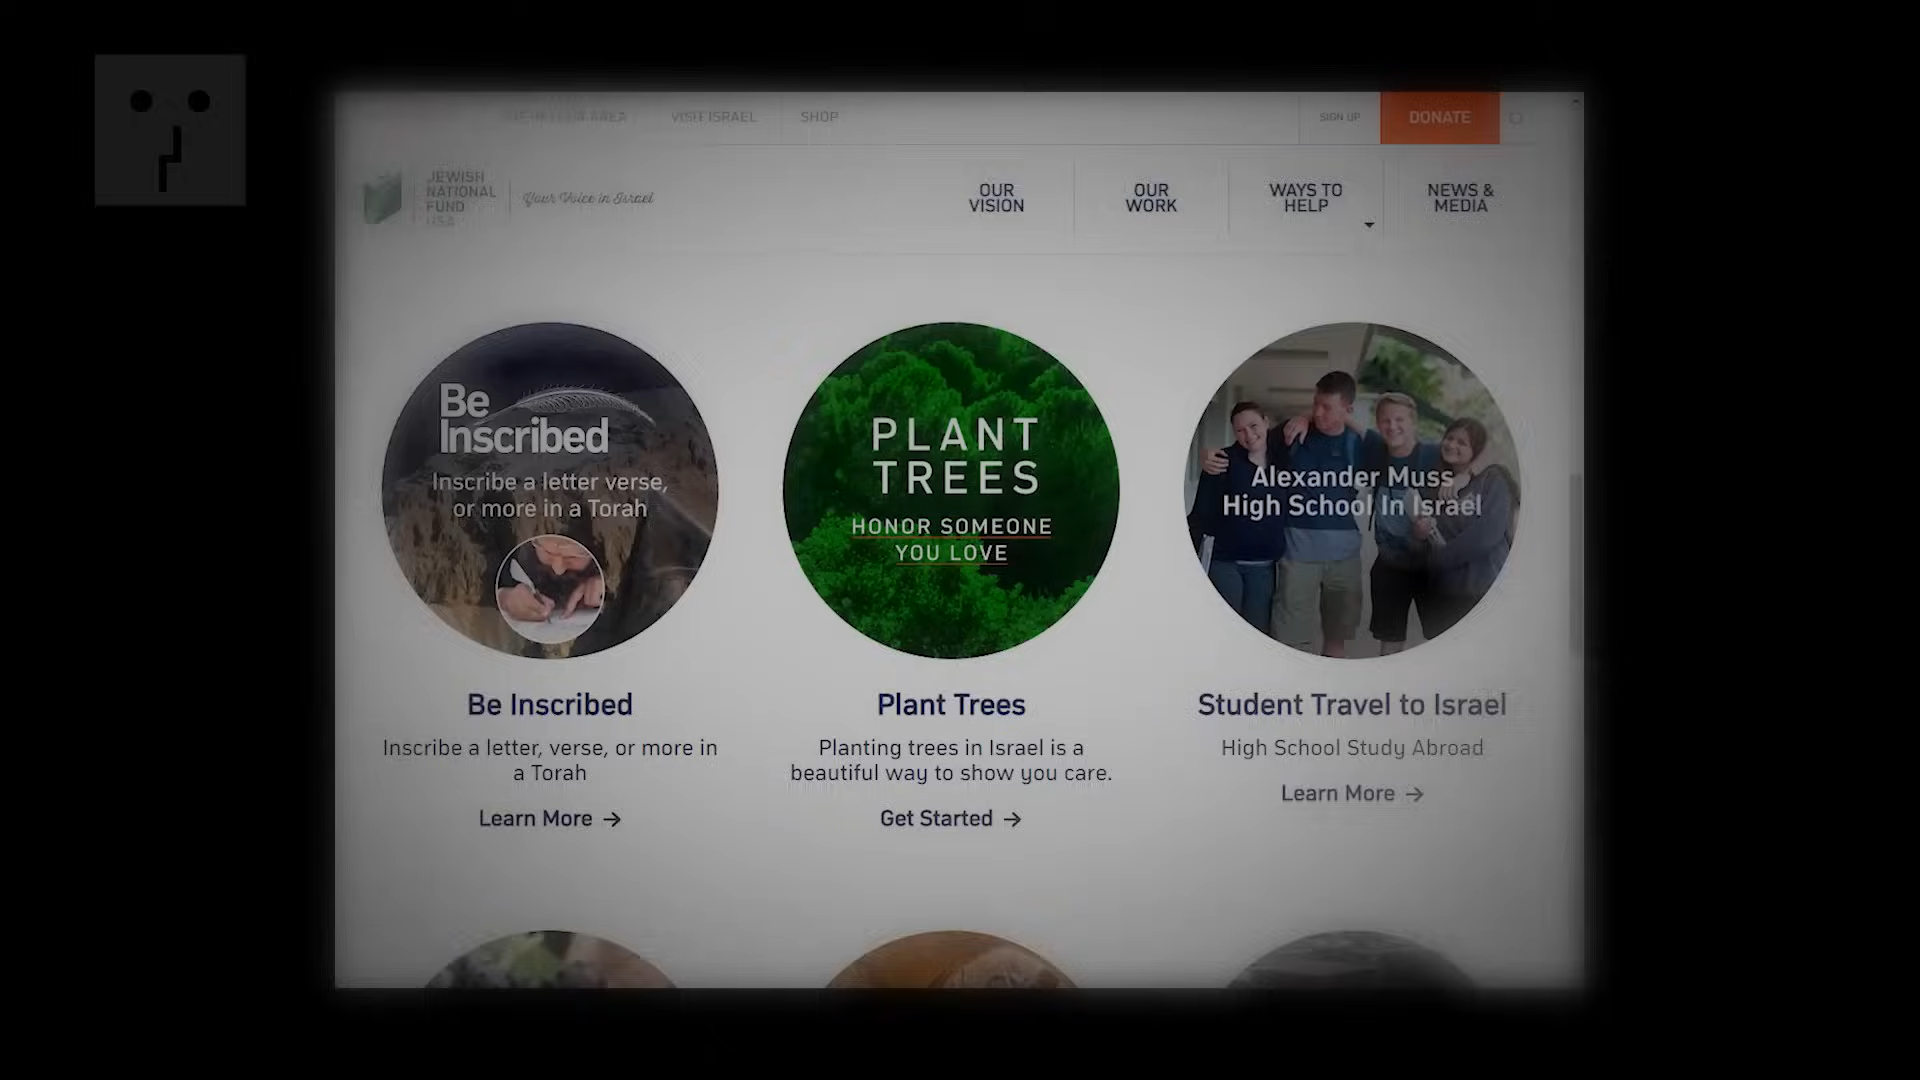 VISIT ISRAEL
SHOP
SIGN UP
DONATE
JEWISH
NATIONAL
FUND
USA
Your Voice in Israel
OUR
VISION
OUR
WORK
WAYS TO
HELP
NEWS &
MEDIA
Be
Inscribed
Inscribe a letter verse,
or more in a Torah
PLANT
TREES
HONOR SOMEONE
YOU LOVE
Alexander Muss
High School In Israel
Be Inscribed
Inscribe a letter, verse, or more in
a Torah
Learn More →
Plant Trees
Planting trees in Israel is a
beautiful way to show you care.
Get Started →
Student Travel to Israel
High School Study Abroad
Learn More →